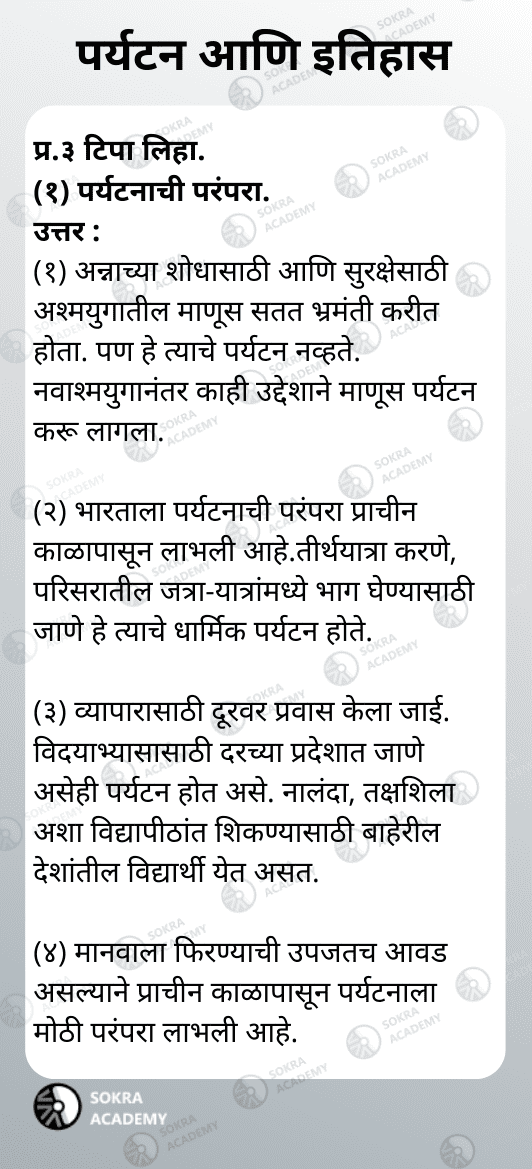 पर्यटन आणि इतिहास
प्र.३ टिपा लिहा.
(१) पर्यटनाची परंपरा.
उत्तर :
(१) अन्नाच्या शोधासाठी आणि सुरक्षेसाठी
अश्मयुगातील माणूस सतत भ्रमंती करीत
होता. पण हे त्याचे पर्यटन नव्हते.
नवाश्मयुगानंतर काही उद्देशाने माणूस पर्यटन
करू लागला.
(२) भारताला पर्यटनाची परंपरा प्राचीन
काळापासून लाभली आहे.तीर्थयात्रा करणे,
परिसरातील जत्रा-यात्रांमध्ये भाग घेण्यासाठी
जाणे हे त्याचे धार्मिक पर्यटन होते.
(३) व्यापारासाठी दूरवर प्रवास केला जाई.
विदयाभ्यासासाठी दरच्या प्रदेशात जाणे
असेही पर्यटन होत असे. नालंदा, तक्षशिला
अशा विद्यापीठांत शिकण्यासाठी बाहेरील
देशांतील विद्यार्थी येत असत.
(४) मानवाला फिरण्याची उपजतच आवड
असल्याने प्राचीन काळापासून पर्यटनाला
मोठी परंपरा लाभली आहे.
SOKRA
ACADEMY